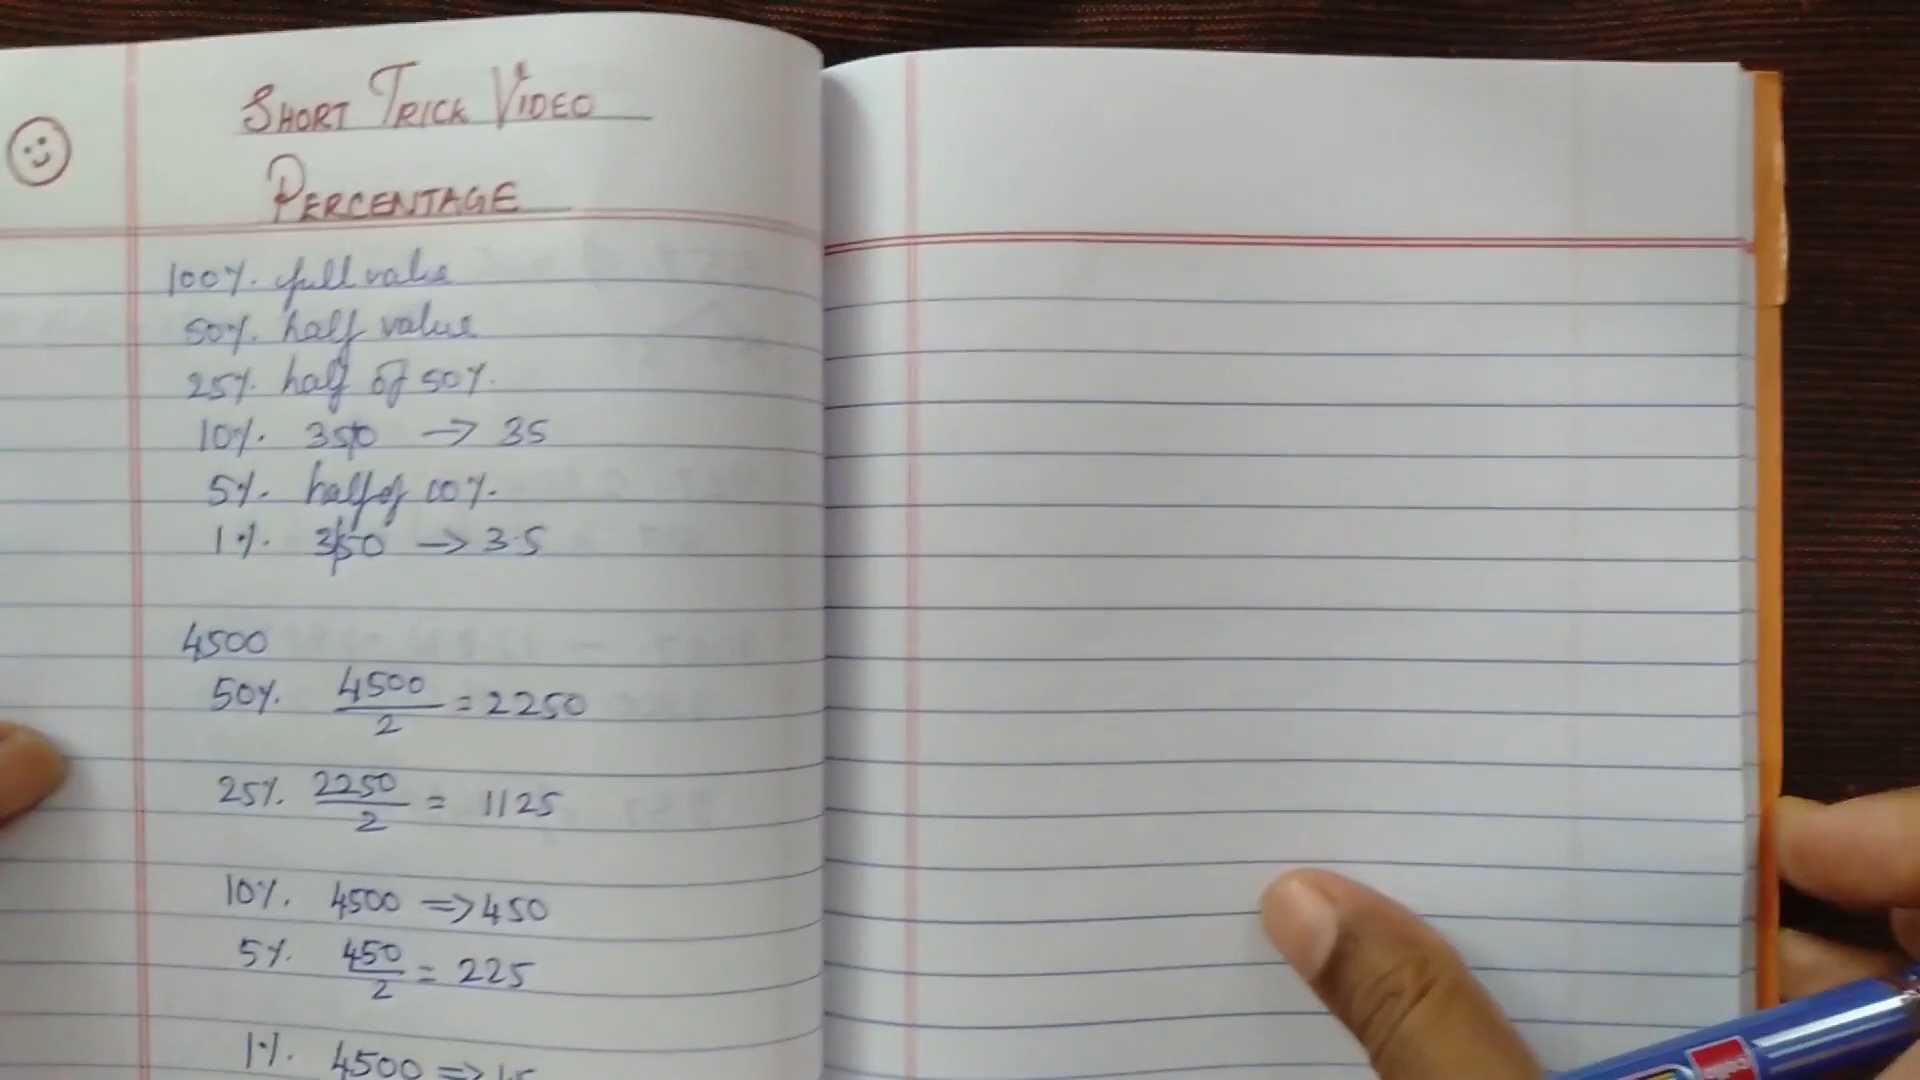 SHORT TRICK VIDEO
PERCENTAGE
100%. full value
50%. half value
25%. half of 50%.
10%. 350 → 35
5%. half of 10%.
1%. 350 → 3.5
4500
50%. 4500/2 = 2250
25%. 2250/2 = 1125
10%. 4500 => 450
5%. 450/2 = 225
1%. 4500 => 45